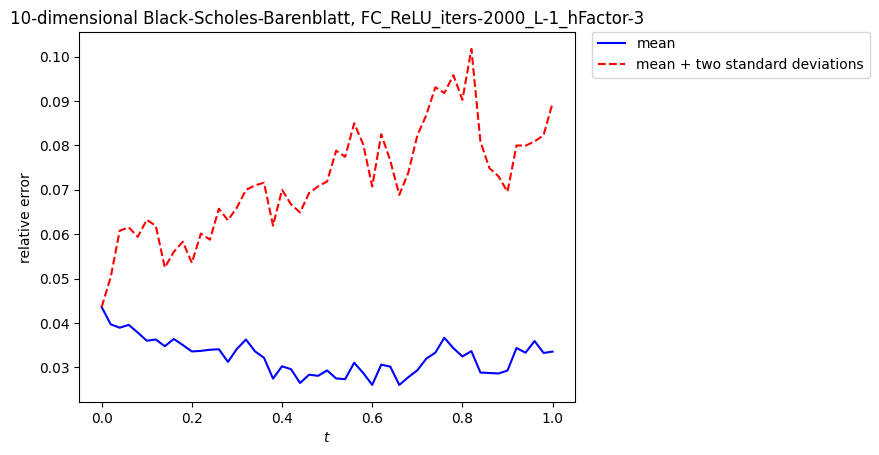 10-dimensional Black-Scholes-Barenblatt, FC_ReLU_iters-2000_L-1_hFactor-3
mean
mean + two standard deviations
relative error
0.10
0.09
0.08
0.07
0.06
0.05
0.04
0.03
0.0 0.2 0.4 0.6 0.8 1.0
t